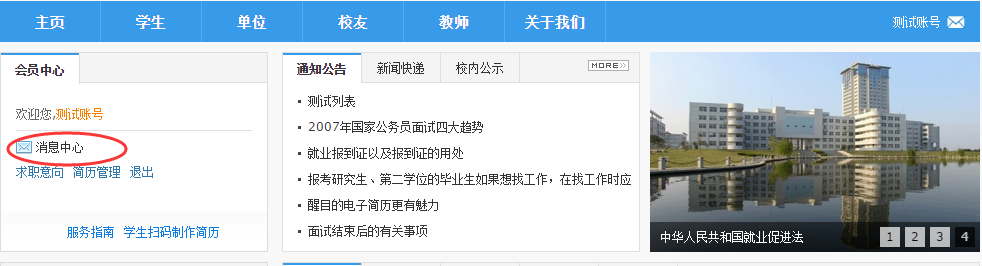 主页 学生 单位 校友 教师 关于我们 测试账号
会员中心
欢迎您,测试账号
消息中心
求职意向 简历管理 退出
服务指南 学生扫码制作简历
通知公告 新闻快递 校内公示 MORE>>
测试列表
2007年国家公务员面试四大趋势
就业报到证以及报到证的用处
报考研究生、第二学位的毕业生如果想找工作，在找工作时应
醒目的电子简历更有魅力
面试结束后的有关事项
中华人民共和国就业促进法 1 2 3 4